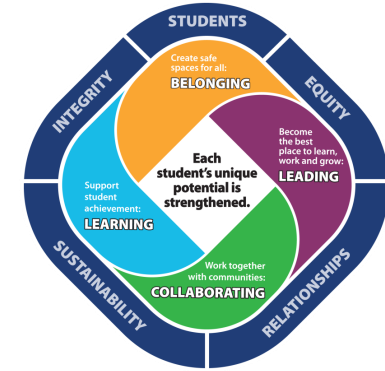 STUDENTS
INTEGRITY
EQUITY
Create safe
spaces for all:
BELONGING
Become
the best
place to learn,
work and grow:
LEADING
Each
student's unique
potential is
strengthened.
Support
student
achievement:
LEARNING
Work together
with communities:
COLLABORATING
SUSTAINABILITY
RELATIONSHIPS